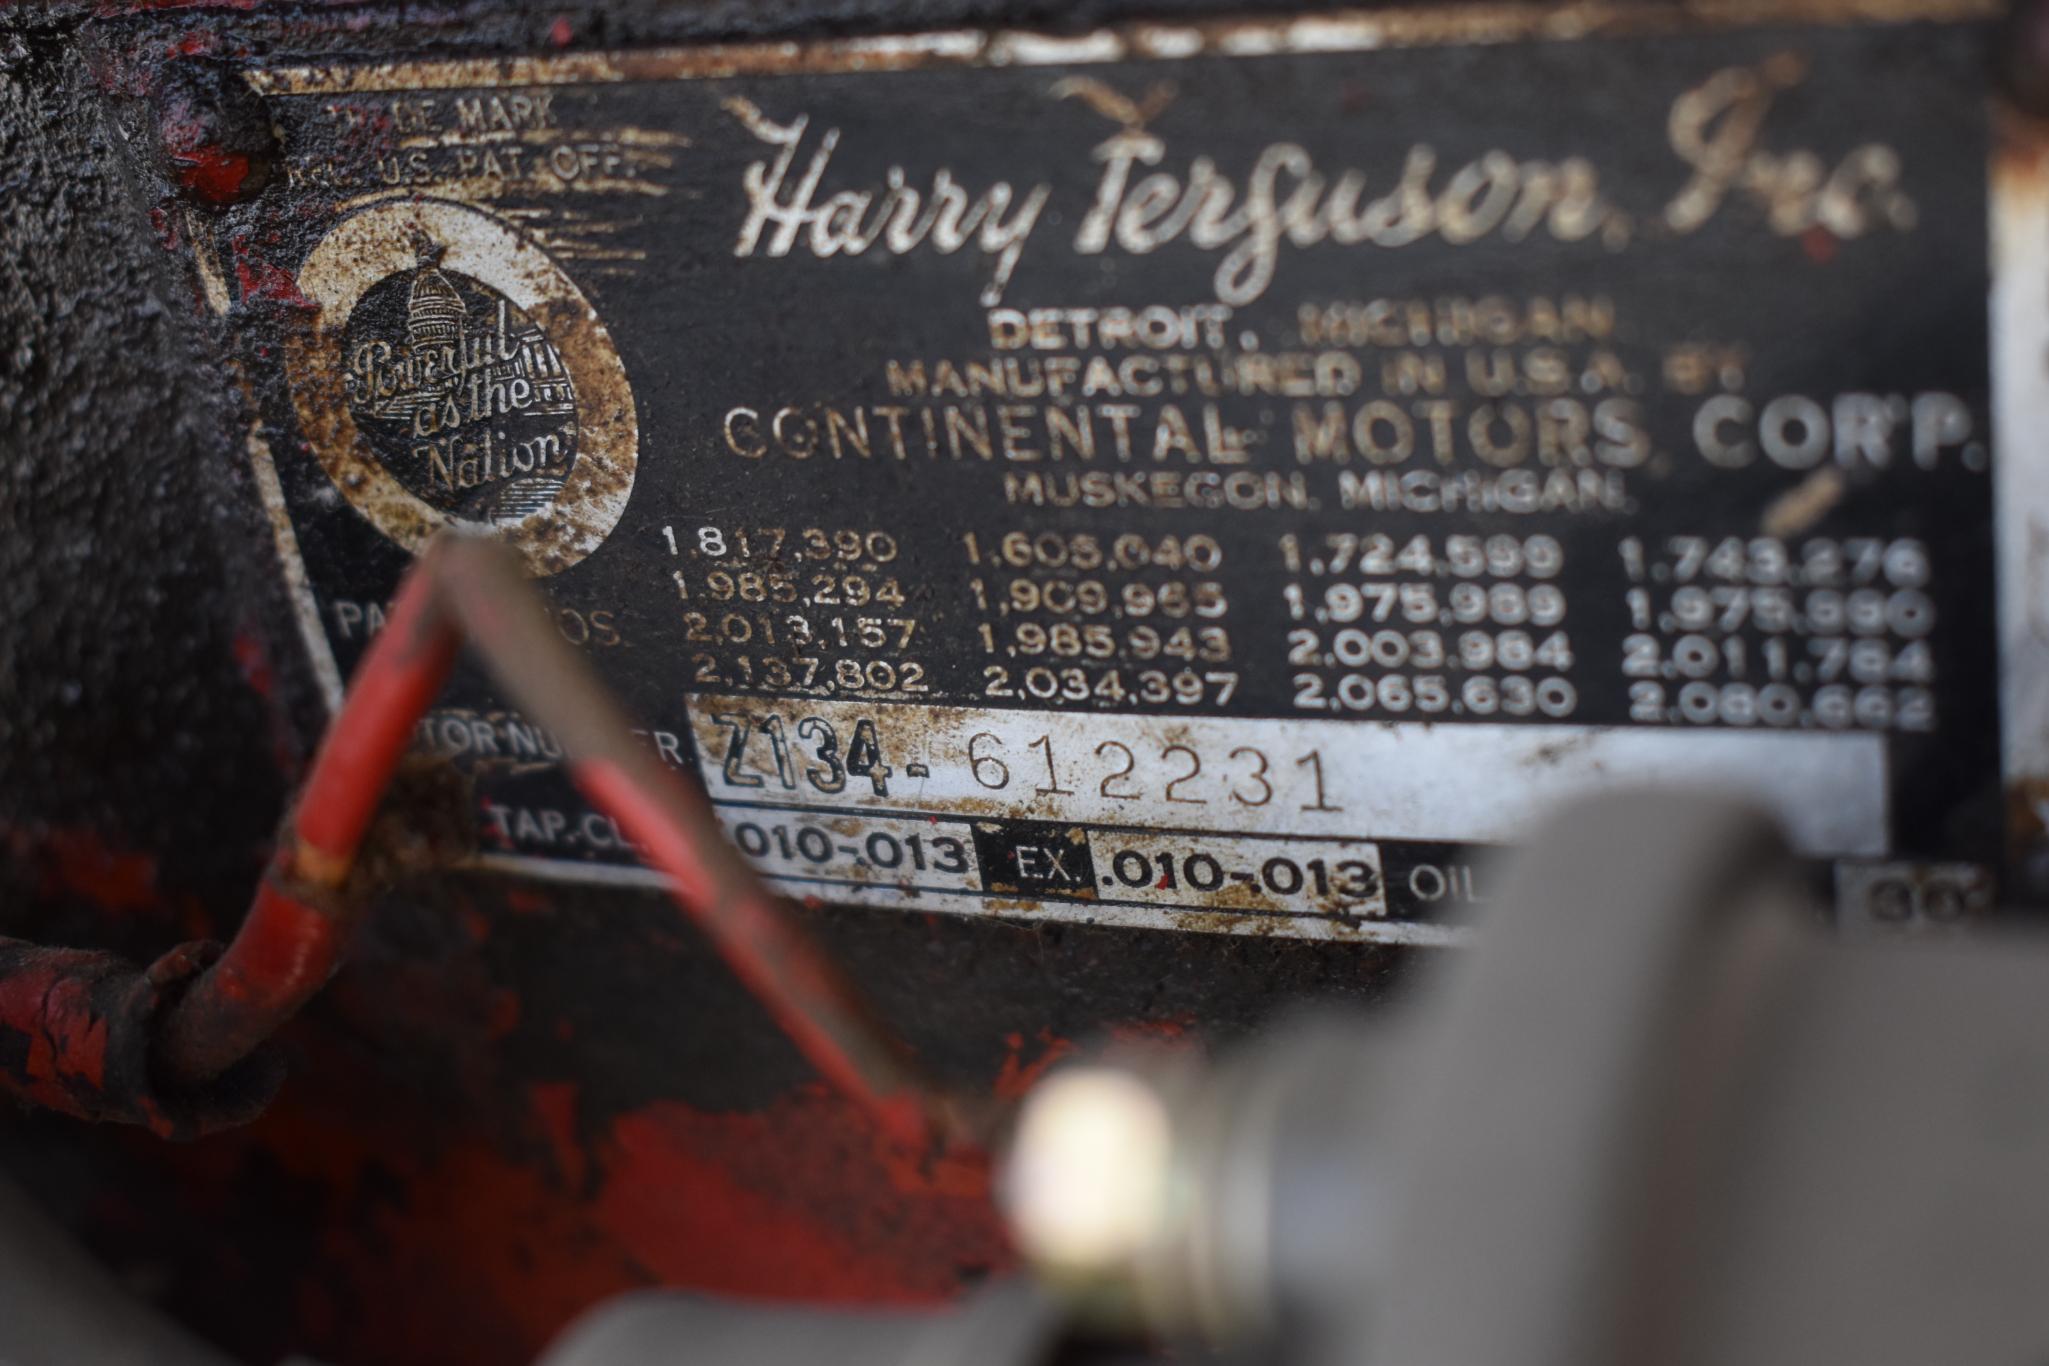 MARK
U.S. PAT. OFF.
Harry Ferguson, Inc.
Powerful
as the
Nation
DETROIT, MICHIGAN
MANUFACTURED IN U.S.A. BY
CONTINENTAL MOTORS CORP.
MUSKEGON, MICHIGAN.
1,817,390 1,605,040 1,724,599 1,743,276
1,985,294 1,909,965 1,975,989 1,975,990
2,013,157 1,985,943 2,003,984 2,011,764
2,137,802 2,034,397 2,065,630 2,080,662
Z134- 612231
TAP. .010-.013 EX. .010-.013 OIL